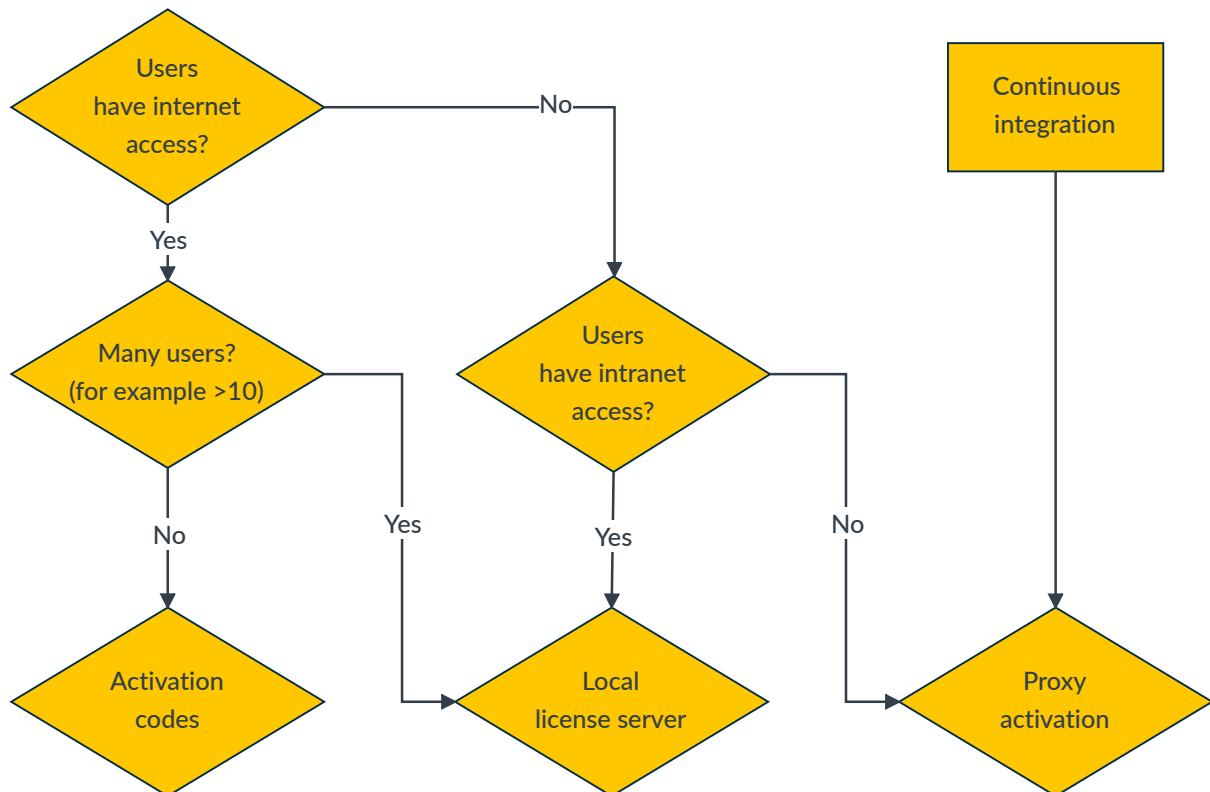 Users
have internet
access?
No
Continuous
integration
Yes
Many users?
(for example >10)
Users
have intranet
access?
No
Yes
Yes
No
Activation
codes
Local
license server
Proxy
activation